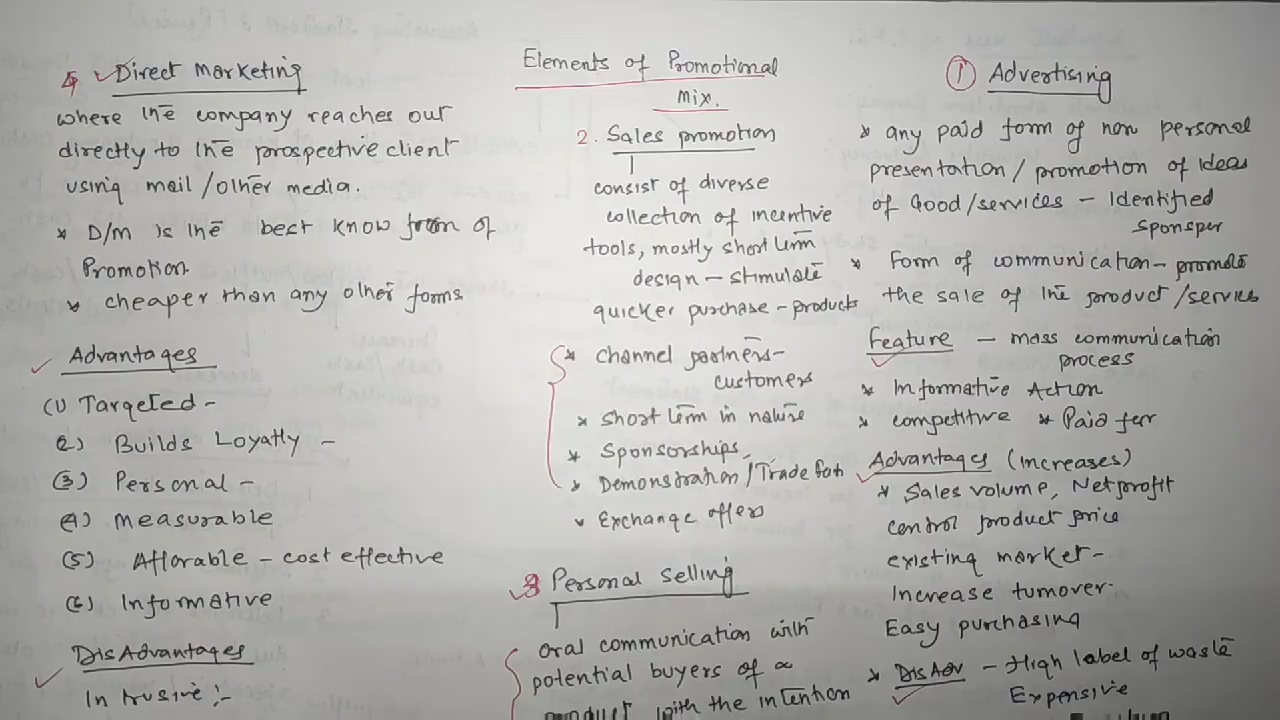 Elements of Promotional
Mix.
① Advertising
* any paid form of non personal
presentation/promotion of ideas
of Good/services - Identified
Sponsper
* Form of communication - promote
the sale of the product/services
Feature - mass communication
process
* Informative Action
* competitive * Paid for
Advantages (increases)
* Sales volume, Net profit
control product price
existing market -
Increase turnover.
Easy purchasing
* DisAdv - High label of waste
Expensive
2. Sales promotion
consist of diverse
collection of incentive
tools, mostly short term
design - stimulate
quicker purchase - products
* channel partners -
customers
* short term in nature
* Sponsorships,
* Demonstration/Trade fair
* Exchange offers
3 Personal Selling
Oral communication with
potential buyers of a
product with the intention
4 Direct Marketing
where the company reaches out
directly to the prospective client
using mail/other media.
* D/m is the best know from of
Promotion
* cheaper than any other forms
Advantages
(1) Targeted -
2) Builds Loyatly -
(3) Personal -
4) measurable
(5) Afforable - cost effective
(6) Informative
DisAdvantages
Intrusive :-